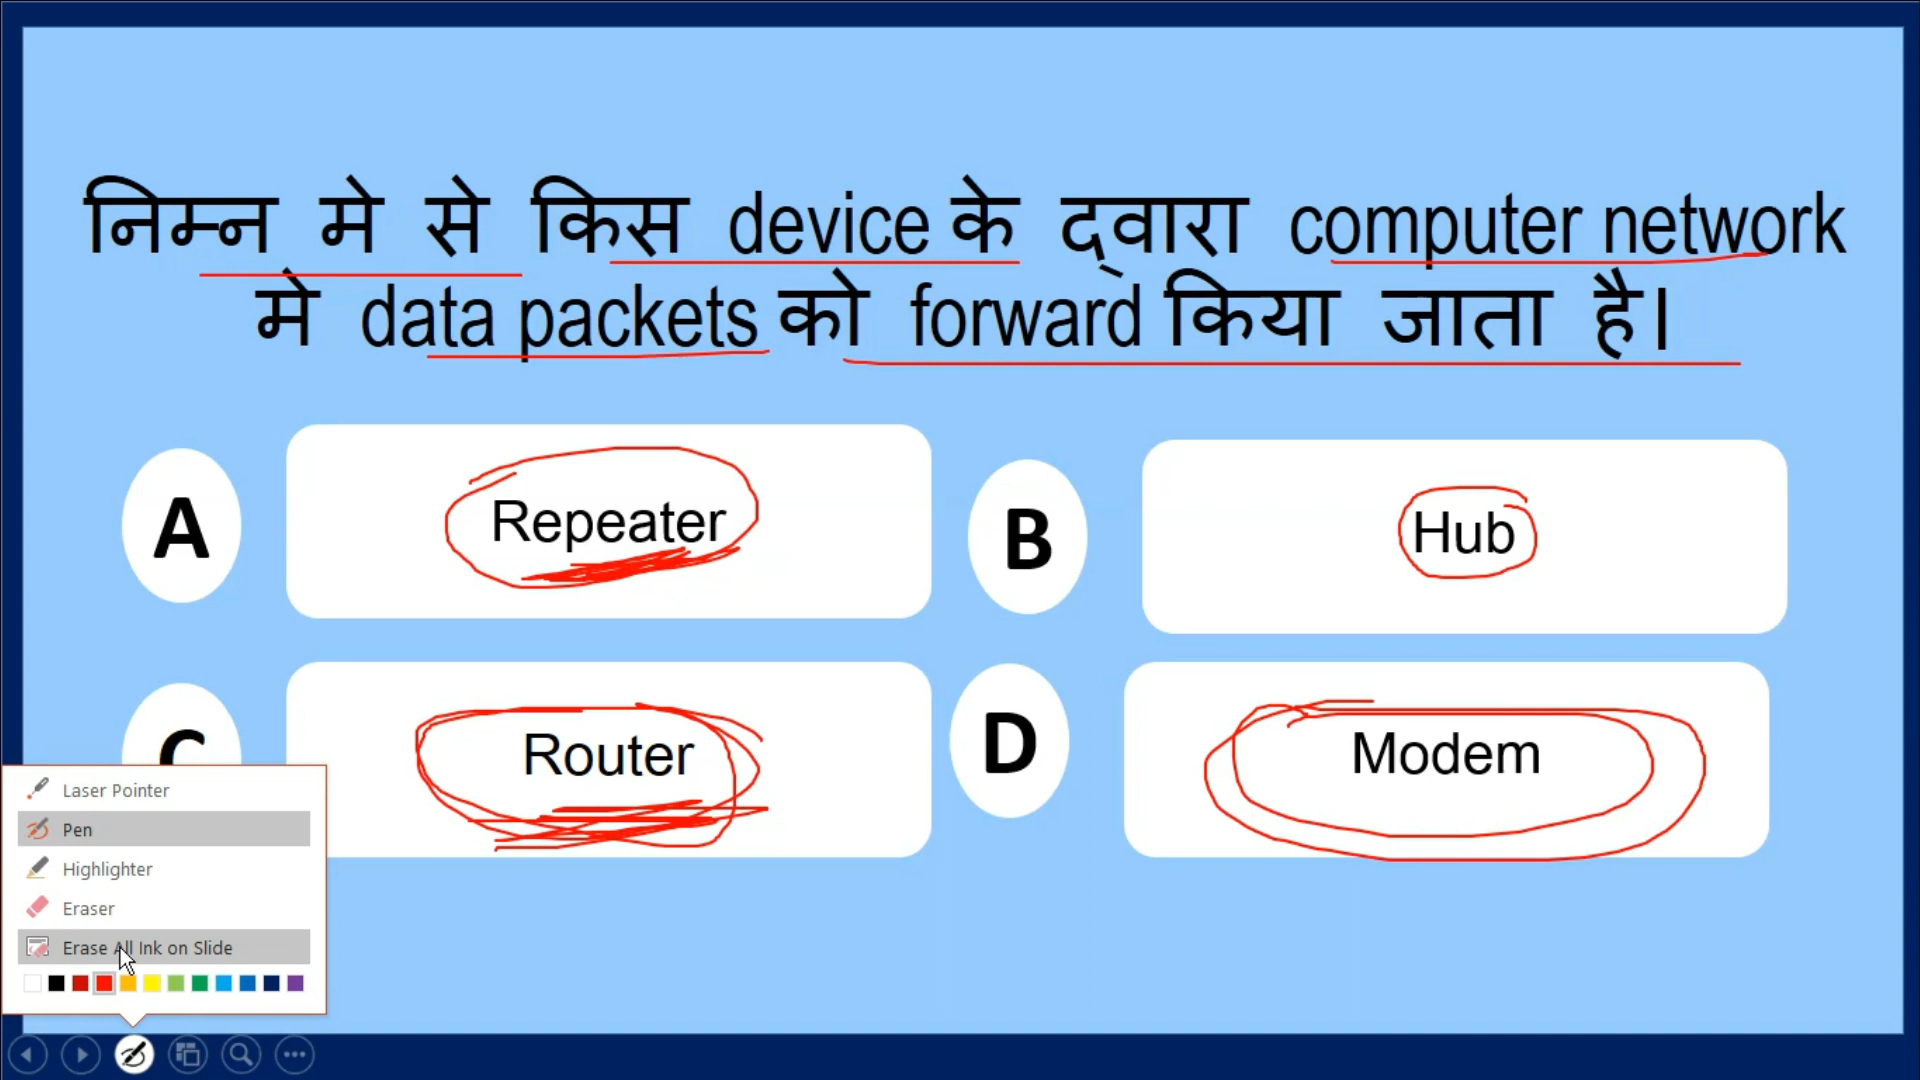 निम्न मे से किस device के द्वारा computer network
मे data packets को forward किया जाता है।
A
Repeater
B
Hub
C
Router
D
Modem
Laser Pointer
Pen
Highlighter
Eraser
Erase All Ink on Slide